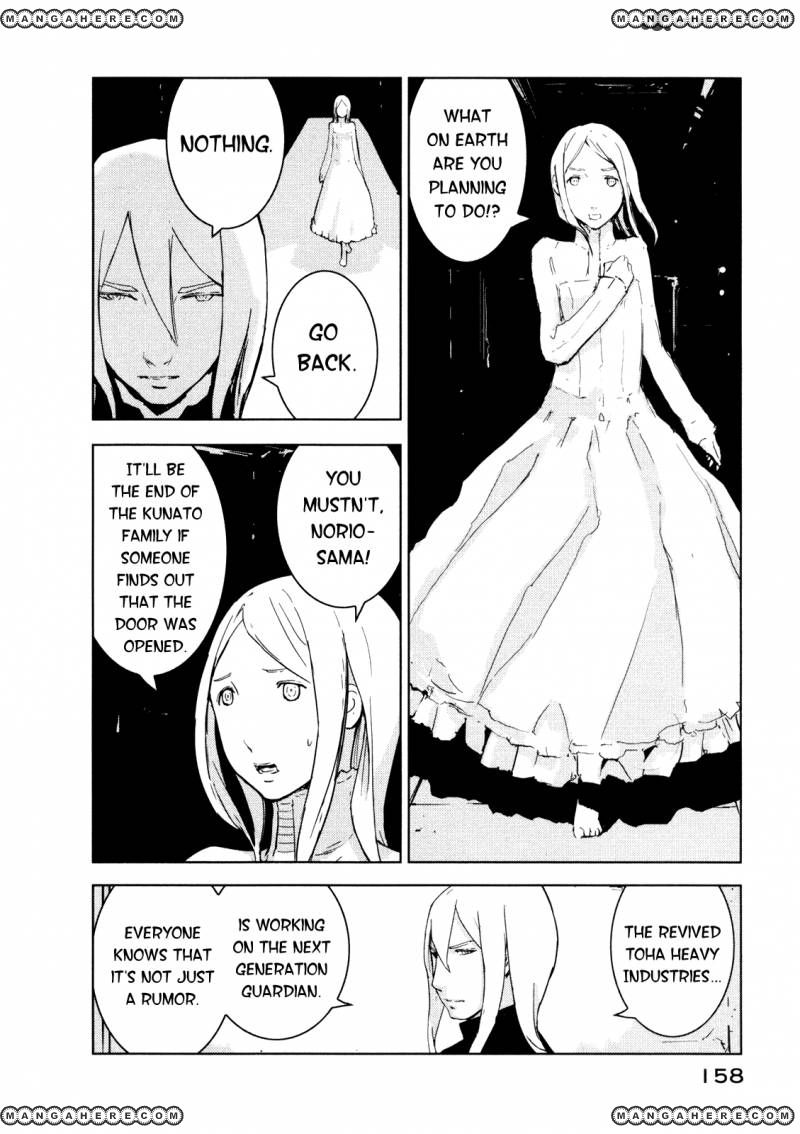 MANGAHERE.COM
MANGAHERE.COM
WHAT
ON EARTH
ARE YOU
PLANNING
TO DO!?
NOTHING.
GO
BACK.
YOU
MUSTN'T,
NORIO-
SAMA!
IT'LL BE
THE END OF
THE KUNATO
FAMILY IF
SOMEONE
FINDS OUT
THAT THE
DOOR WAS
OPENED.
THE REVIVED
TOHA HEAVY
INDUSTRIES...
IS WORKING
ON THE NEXT
GENERATION
GUARDIAN.
EVERYONE
KNOWS THAT
IT'S NOT JUST
A RUMOR.
158
MANGAHERE.COM
MANGAHERE.COM